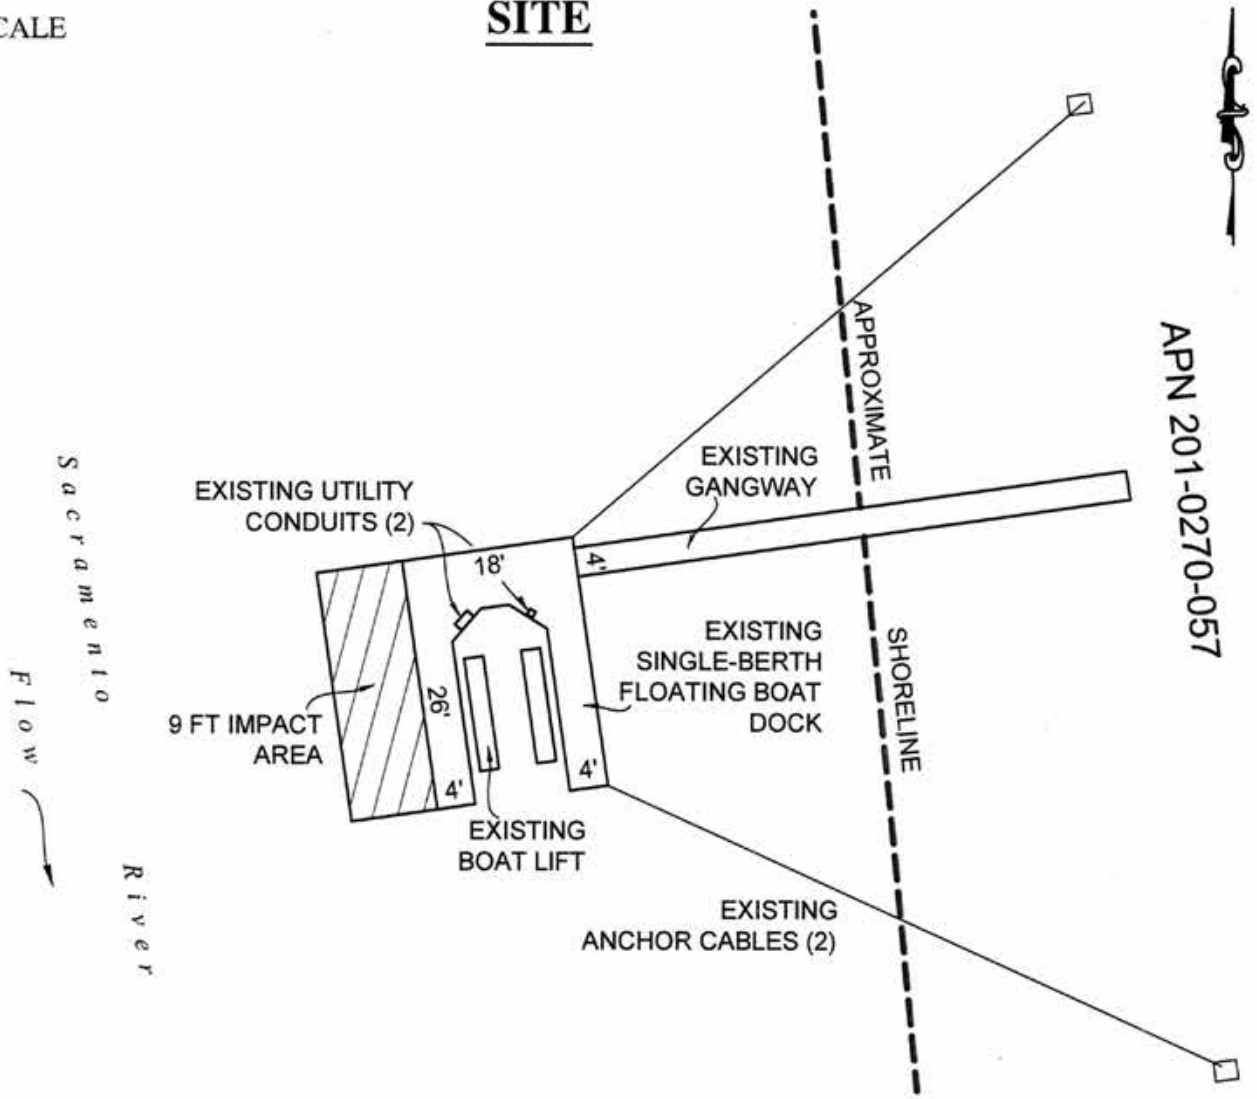 SITE
APPROXIMATE
SHORELINE
APN 201-0270-057
EXISTING
GANGWAY
EXISTING UTILITY
CONDUITS (2)
18'
4'
Sacramento
River
Flow
EXISTING
SINGLE-BERTH
FLOATING BOAT
DOCK
26'
9 FT IMPACT
AREA
4'
4'
EXISTING
BOAT LIFT
EXISTING
ANCHOR CABLES (2)